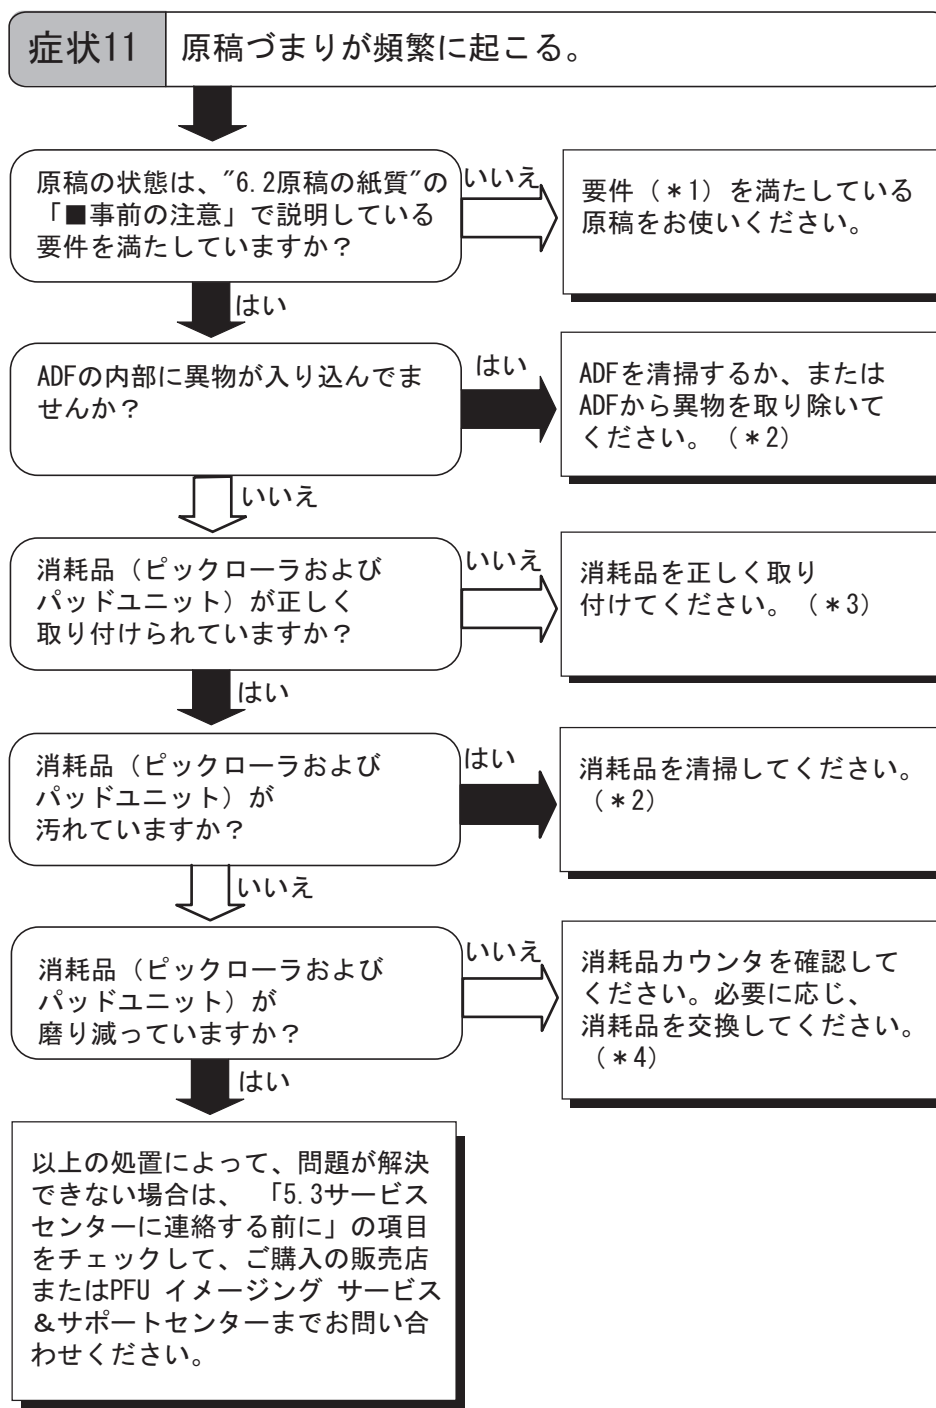 症状11
原稿づまりが頻繁に起こる。
原稿の状態は、"6.2原稿の紙質"の
「■事前の注意」で説明している
要件を満たしていますか？
いいえ
要件（＊1）を満たしている
原稿をお使いください。
はい
ADFの内部に異物が入り込んでま
せんか？
はい
ADFを清掃するか、または
ADFから異物を取り除いて
ください。（＊2）
いいえ
消耗品（ピックローラおよび
パッドユニット）が正しく
取り付けられていますか？
いいえ
消耗品を正しく取り
付けてください。（＊3）
はい
消耗品（ピックローラおよび
パッドユニット）が
汚れていますか？
はい
消耗品を清掃してください。
（＊2）
いいえ
消耗品（ピックローラおよび
パッドユニット）が
磨り減っていますか？
いいえ
消耗品カウンタを確認して
ください。必要に応じ、
消耗品を交換してください。
（＊4）
はい
以上の処置によって、問題が解決
できない場合は、「5.3サービス
センターに連絡する前に」の項目
をチェックして、ご購入の販売店
またはPFU イメージング サービス
＆サポートセンターまでお問い合
わせください。